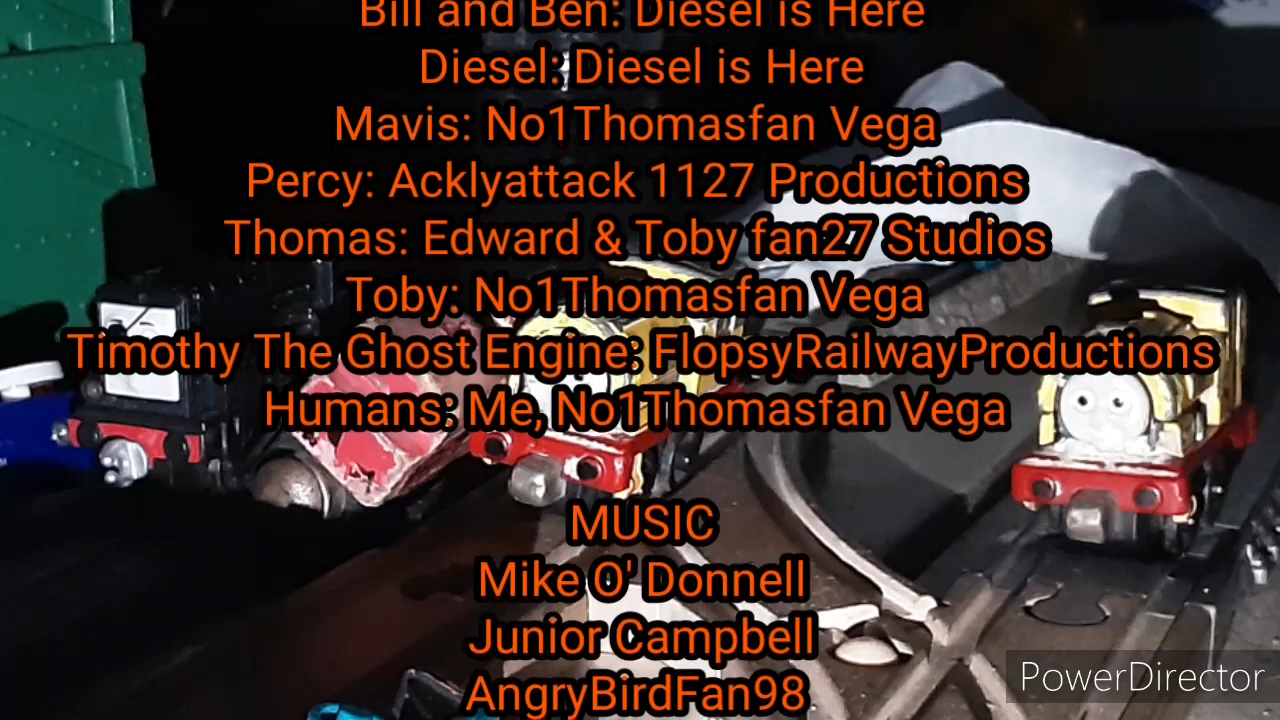 Bill and Ben: Diesel is Here
Diesel: Diesel is Here
Mavis: No1Thomasfan Vega
Percy: Acklyattack 1127 Productions
Thomas: Edward & Toby fan27 Studios
Toby: No1Thomasfan Vega
Timothy The Ghost Engine: FlopsyRailwayProductions
Humans: Me, No1Thomasfan Vega
MUSIC
Mike O' Donnell
Junior Campbell
AngryBirdFan98
PowerDirector